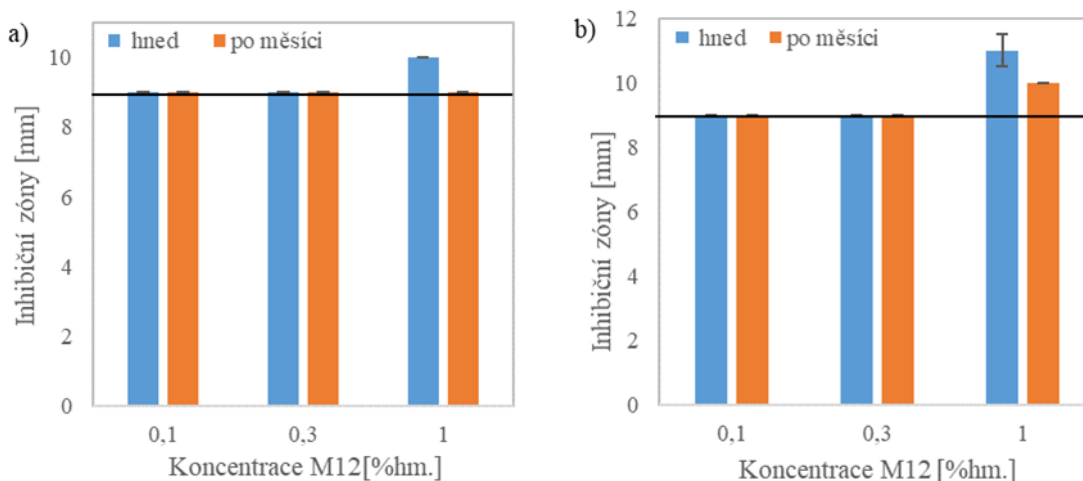 a)
hned po měsíci
10
8
6
4
2
0
Inhibiční zóny [mm]
0,1 0,3 1
Koncentrace M12[%hm.]
b)
12
hned po měsíci
10
8
6
4
2
0
Inhibiční zóny [mm]
0,1 0,3 1
Koncentrace M12[%hm.]